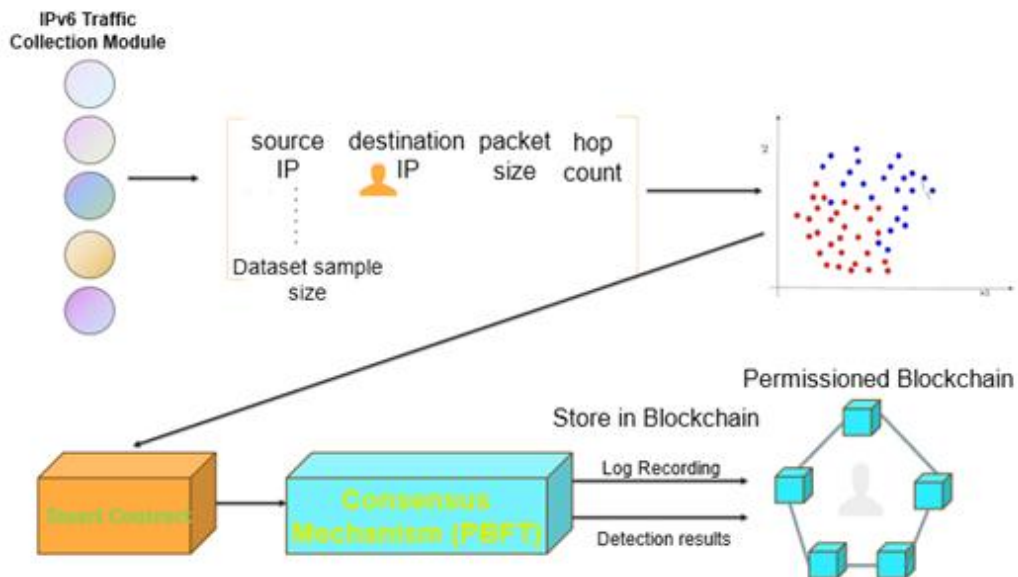 IPv6 Traffic
Collection Module
source destination packet hop
IP IP size count
Dataset sample
size
x2
Permissioned Blockchain
Store in Blockchain
Log Recording
Smart Contract
Consensus
Mechanism (PBFT)
Detection results